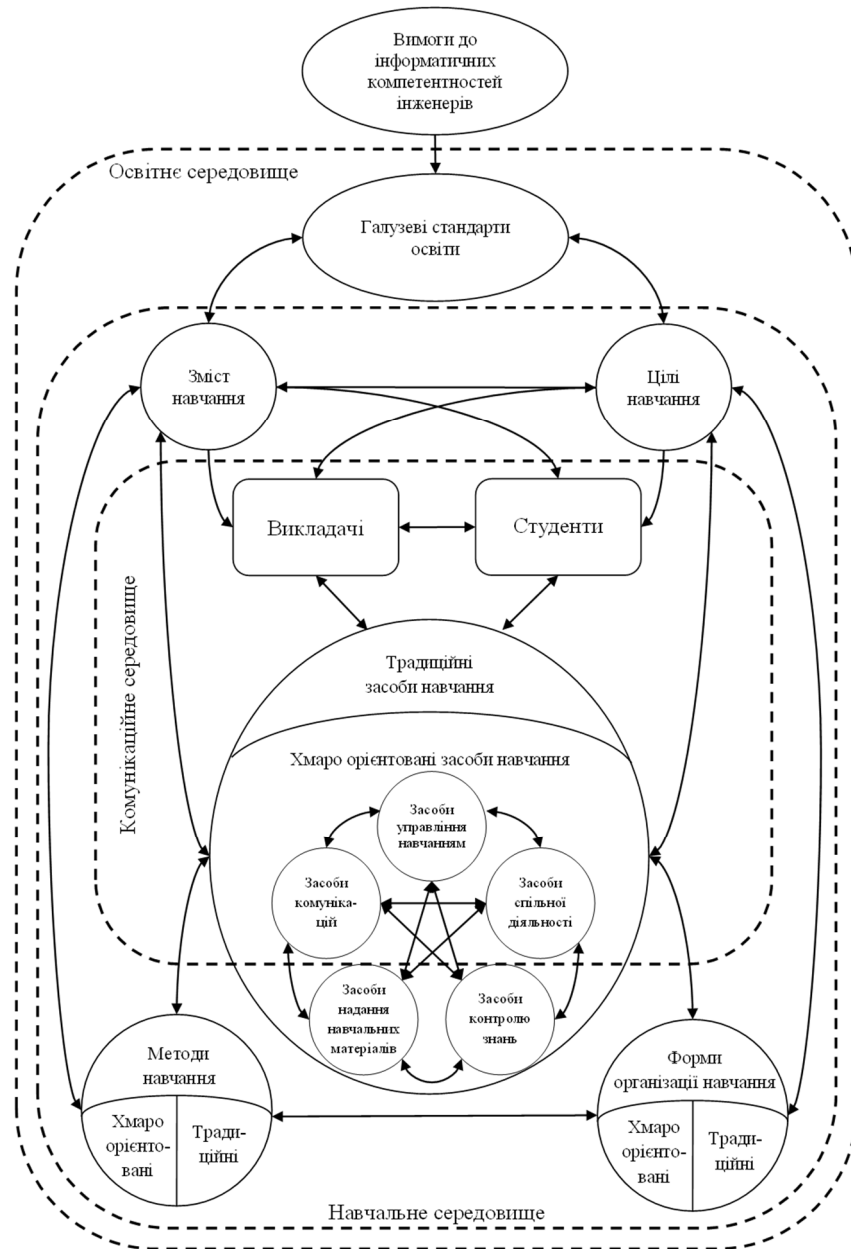 Вимоги до
інформатичних
компетентностей
інженерів
Освітнє середовище
Галузеві стандарти
освіти
Зміст
навчання
Цілі
навчання
Викладачі
Студенти
Комунікаційне середовище
Традиційні
засоби навчання
Хмаро орієнтовані засоби навчання
Засоби
управління
навчанням
Засоби
комуніка-
цій
Засоби
спільної
діяльності
Засоби
надання
навчальних
матеріалів
Засоби
контролю
знань
Методи
навчання
Хмаро
орієнто-
вані
Тради-
ційні
Форми
організації навчання
Хмаро
орієнто-
вані
Тради-
ційні
Навчальне середовище